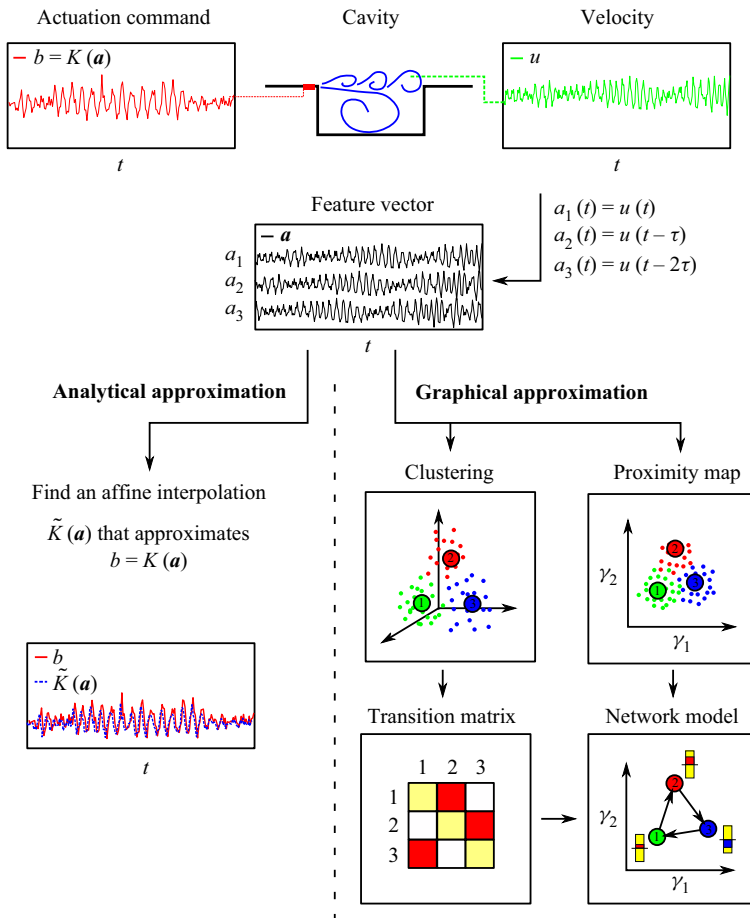 Actuation command
Cavity
Velocity
b = K (a)
u
t
t
a₁ (t) = u (t)
a₂ (t) = u (t – τ)
a₃ (t) = u (t – 2τ)
Feature vector
a
a₁
a₂
a₃
t
Analytical approximation
Graphical approximation
Find an affine interpolation
K̃ (a) that approximates
b = K (a)
b
K̃ (a)
t
Clustering
2
1
3
Proximity map
γ₂
2
1
3
γ₁
Transition matrix
1 2 3
1
2
3
Network model
γ₂
2
1
3
γ₁